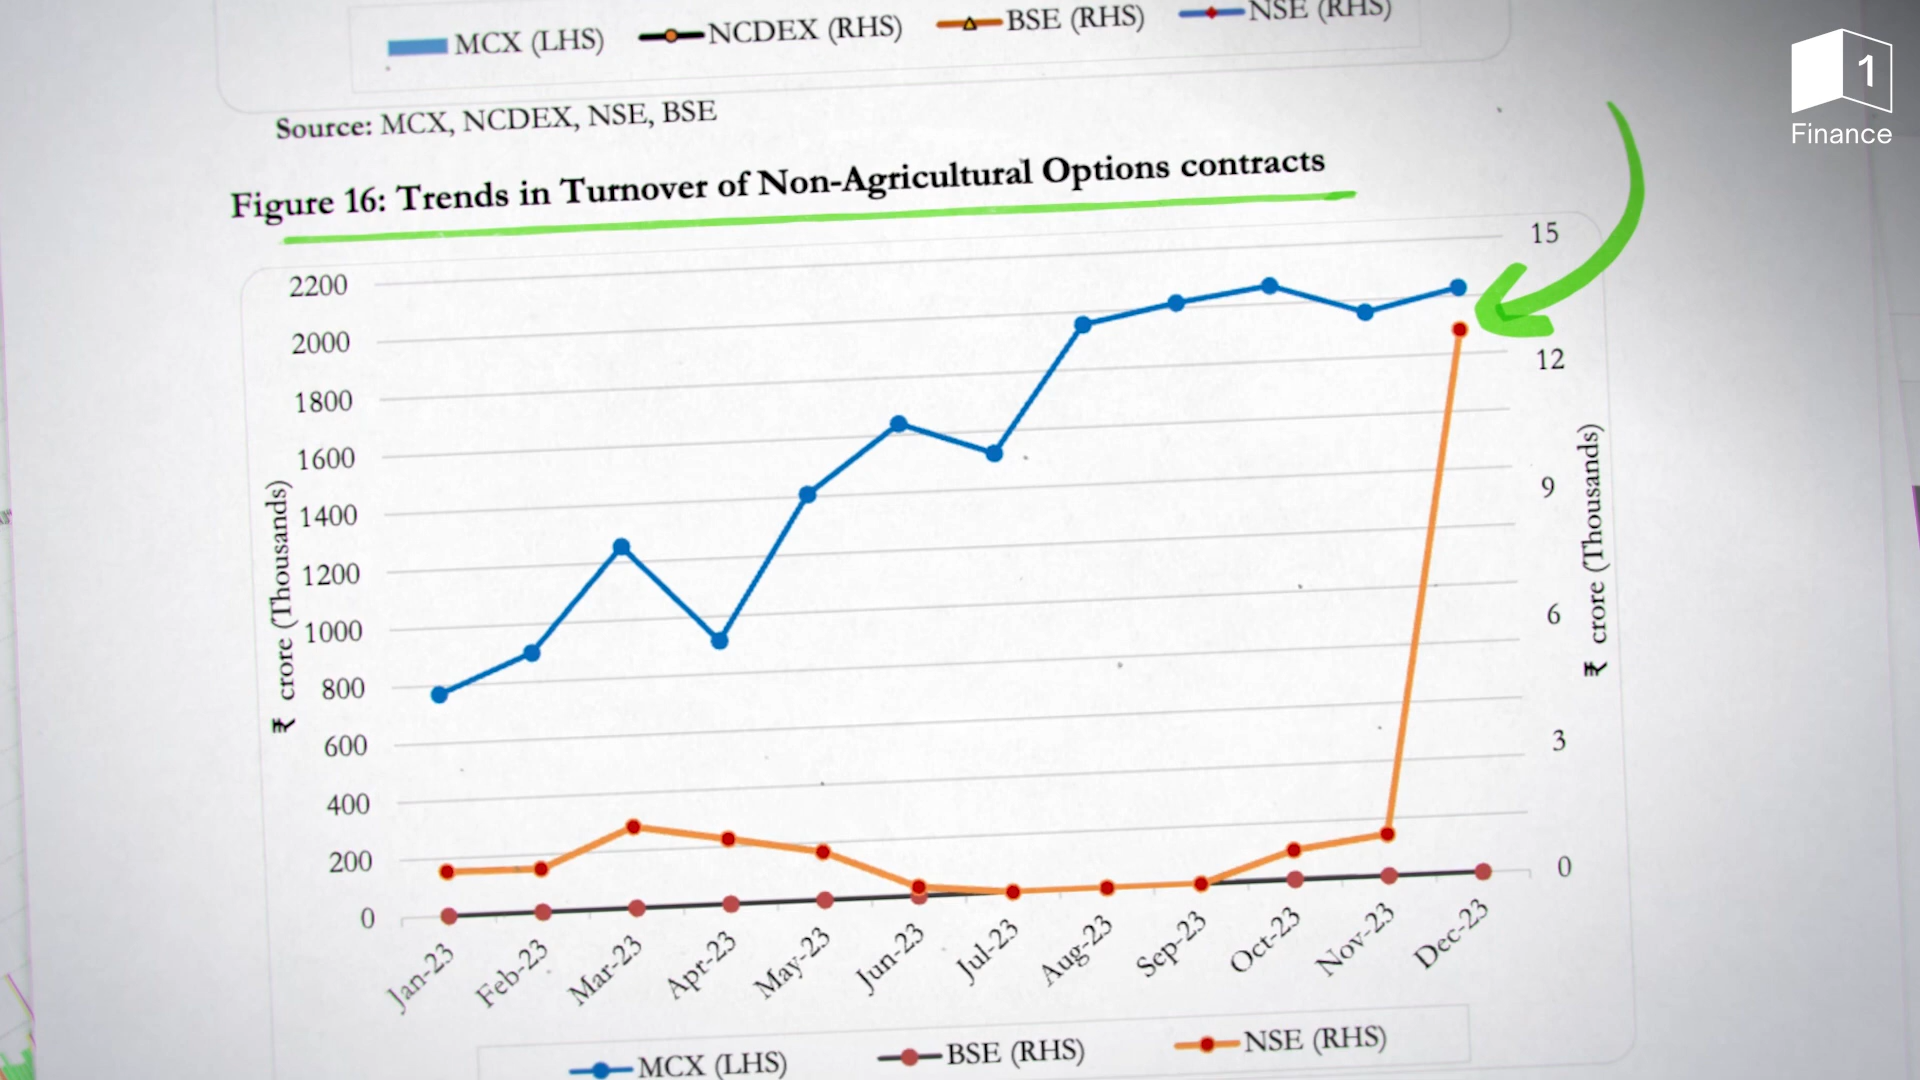 MCX (LHS) NCDEX (RHS) BSE (RHS) NSE (RHS)
1
Finance
Source: MCX, NCDEX, NSE, BSE
Figure 16: Trends in Turnover of Non-Agricultural Options contracts
2200
2000
1800
1600
1400
1200
1000
800
600
400
200
0
₹ crore (Thousands)
15
12
9
6
3
0
₹ crore (Thousands)
Jan-23 Feb-23 Mar-23 Apr-23 May-23 Jun-23 Jul-23 Aug-23 Sep-23 Oct-23 Nov-23 Dec-23
MCX (LHS) BSE (RHS) NSE (RHS)